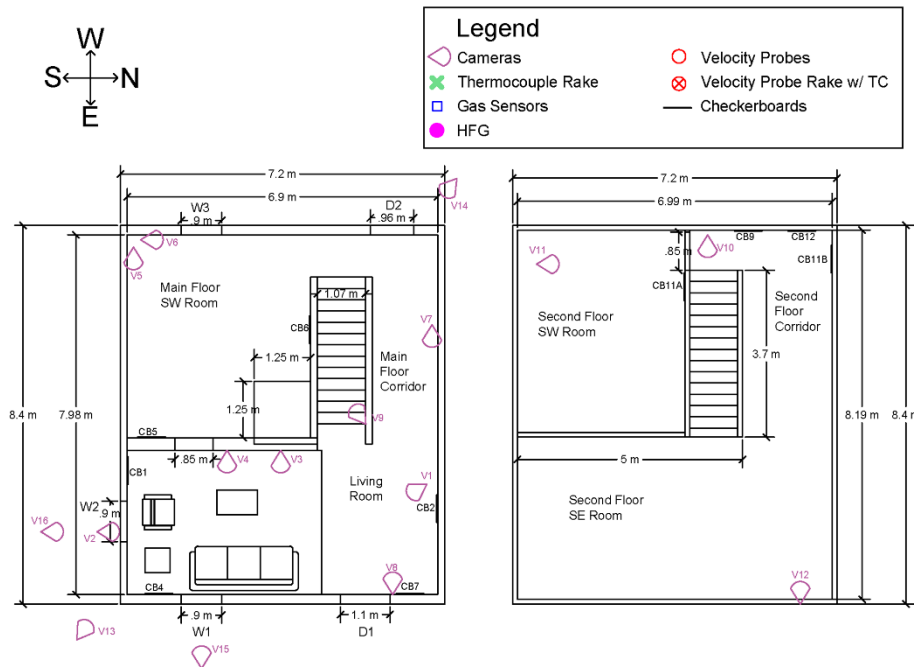 W
S N
E
Legend
Cameras
Thermocouple Rake
Gas Sensors
HFG
Velocity Probes
Velocity Probe Rake w/ TC
Checkerboards
7.2 m
6.9 m
W3
.9 m
D2
.96 m
V14
V6
V5
Main Floor
SW Room
1.07 m
CB6
V7
1.25 m
Main
Floor
Corridor
1.25 m
V9
8.4 m
7.98 m
CB5
.85 m
V4
V3
CB1
Living
Room
V1
CB2
W2
.9 m
V16
V2
V8
CB4
CB7
.9 m
W1
1.1 m
D1
V13
V15
7.2 m
6.99 m
CB9
CB12
V11
.85 m
V10
CB11B
CB11A
Second
Floor
Corridor
Second Floor
SW Room
3.7 m
8.19 m
8.4 m
5 m
Second Floor
SE Room
V12